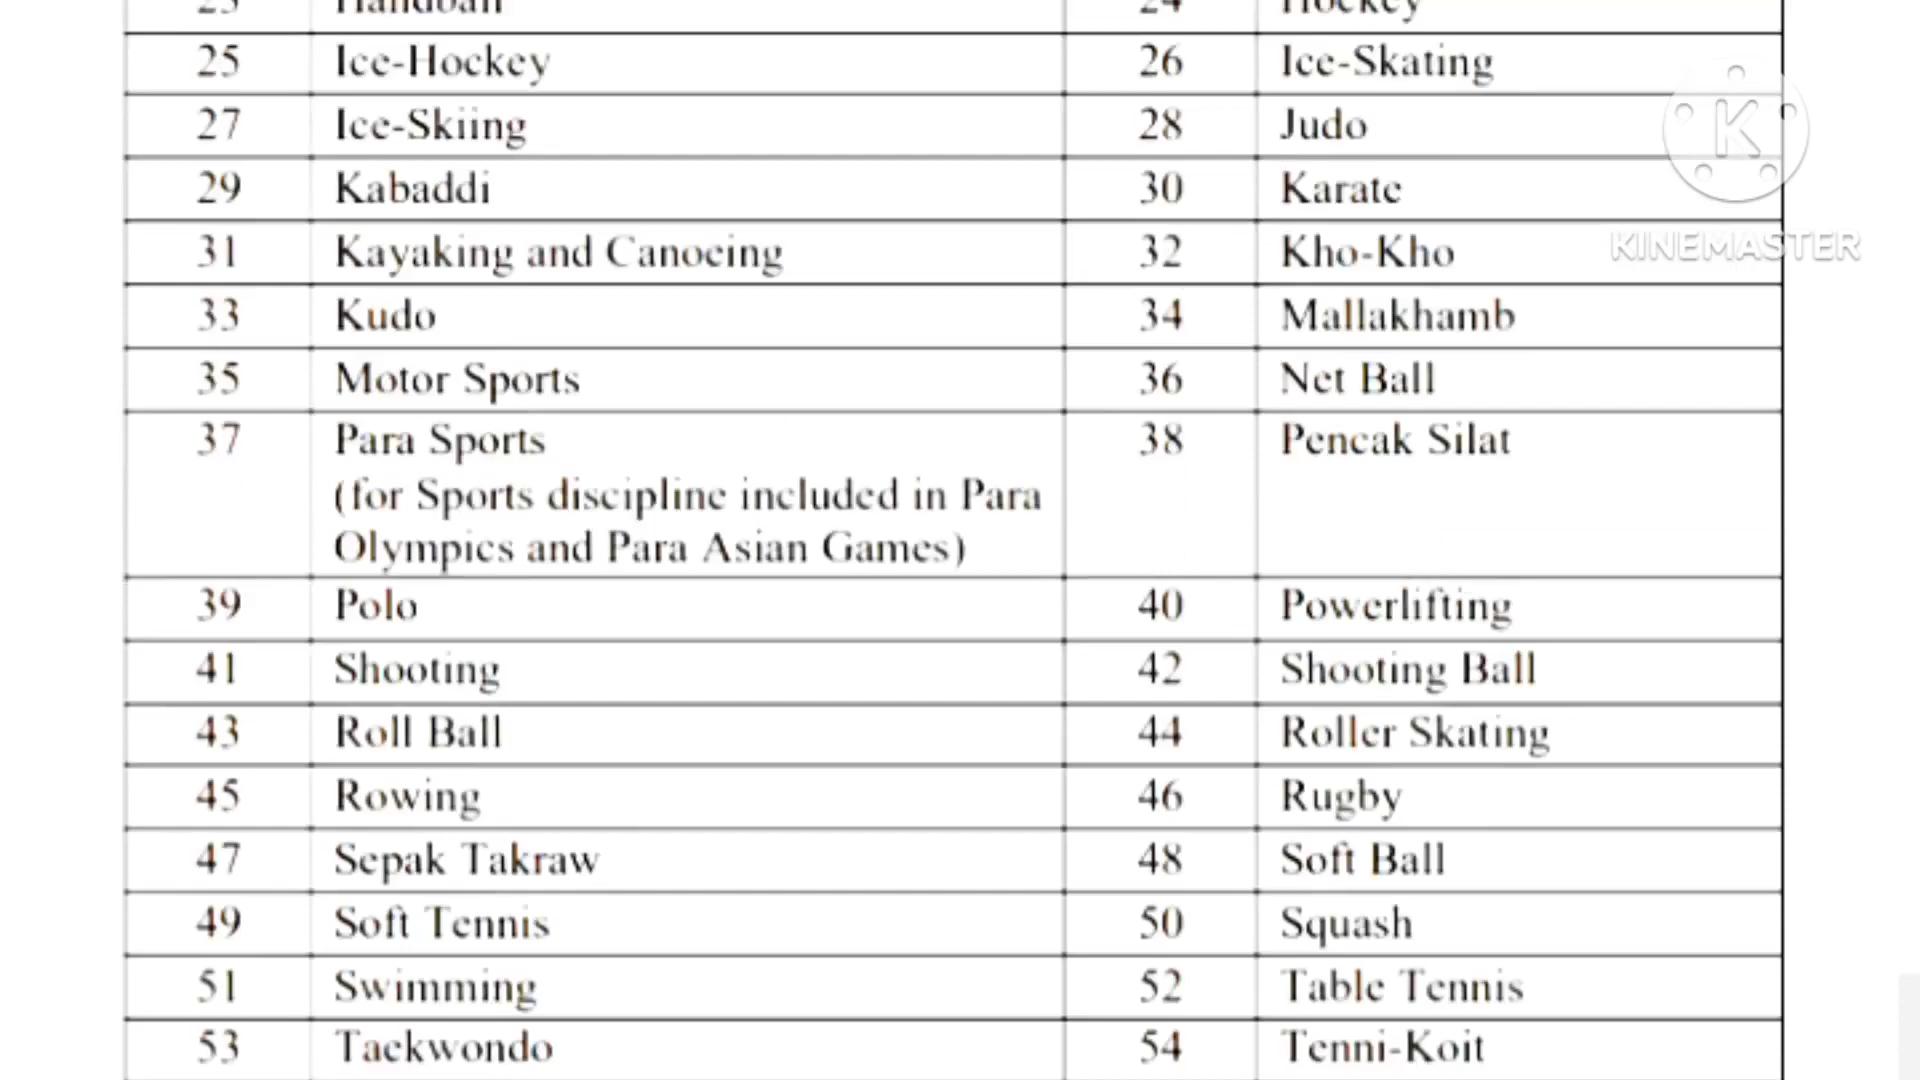 23 Handball 24 Hockey
25 Ice-Hockey 26 Ice-Skating
27 Ice-Skiing 28 Judo
29 Kabaddi 30 Karate
31 Kayaking and Canoeing 32 Kho-Kho
33 Kudo 34 Mallakhamb
35 Motor Sports 36 Net Ball
37 Para Sports 38 Pencak Silat
(for Sports discipline included in Para
Olympics and Para Asian Games)
39 Polo 40 Powerlifting
41 Shooting 42 Shooting Ball
43 Roll Ball 44 Roller Skating
45 Rowing 46 Rugby
47 Sepak Takraw 48 Soft Ball
49 Soft Tennis 50 Squash
51 Swimming 52 Table Tennis
53 Taekwondo 54 Tenni-Koit
K
KINEMASTER